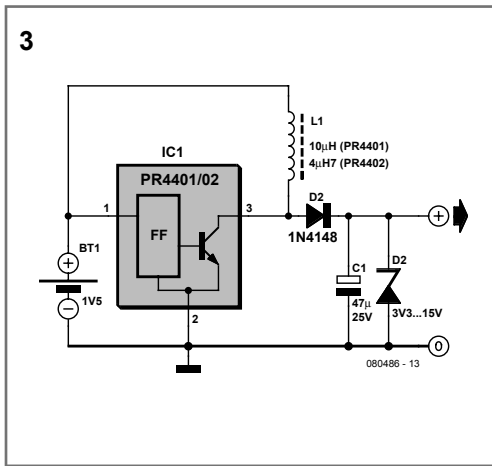 3
L1
10μH (PR4401)
4μH7 (PR4402)
IC1
PR4401/02
D2
1
3
1N4148
FF
D2
BT1
C1
1V5
47μ
25V
3V3...15V
2
0
080486 - 13